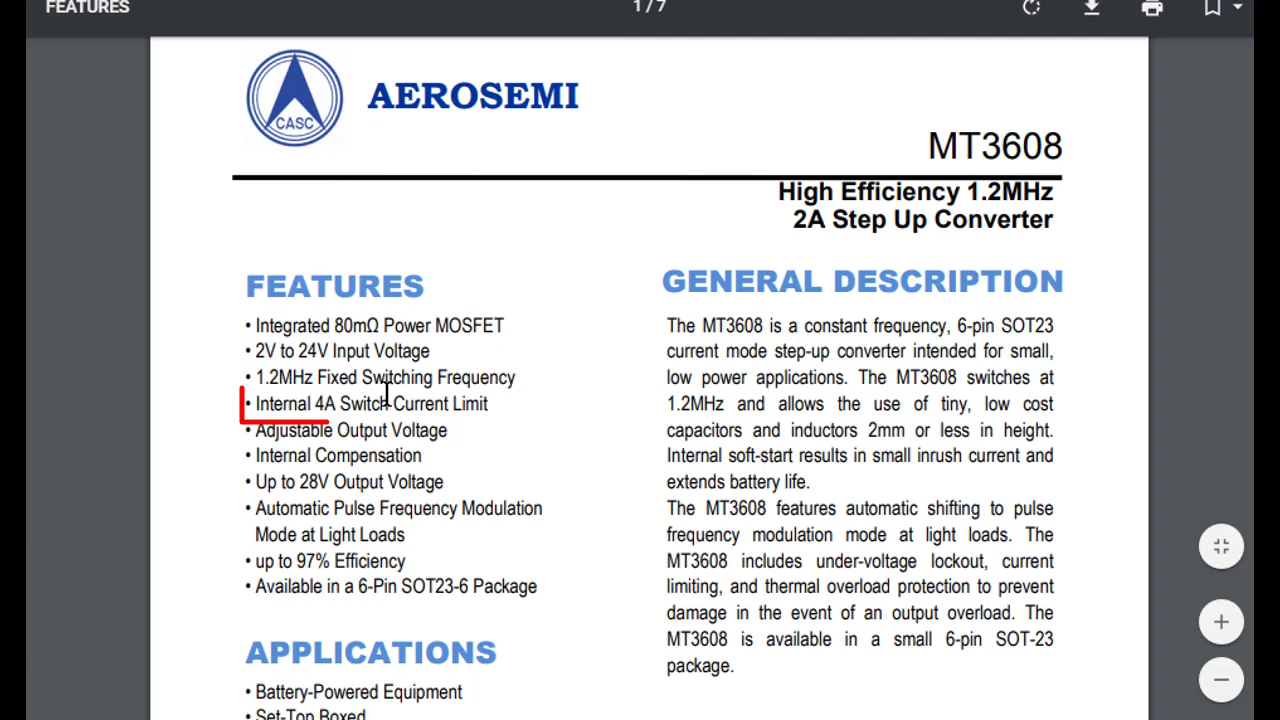 FEATURES
1 / 7
CASC
AEROSEMI
MT3608
High Efficiency 1.2MHz
2A Step Up Converter
FEATURES
• Integrated 80mΩ Power MOSFET
• 2V to 24V Input Voltage
• 1.2MHz Fixed Switching Frequency
• Internal 4A Switch Current Limit
• Adjustable Output Voltage
• Internal Compensation
• Up to 28V Output Voltage
• Automatic Pulse Frequency Modulation
Mode at Light Loads
• up to 97% Efficiency
• Available in a 6-Pin SOT23-6 Package
APPLICATIONS
• Battery-Powered Equipment
• Set-Top Boxed
GENERAL DESCRIPTION
The MT3608 is a constant frequency, 6-pin SOT23
current mode step-up converter intended for small,
low power applications. The MT3608 switches at
1.2MHz and allows the use of tiny, low cost
capacitors and inductors 2mm or less in height.
Internal soft-start results in small inrush current and
extends battery life.
The MT3608 features automatic shifting to pulse
frequency modulation mode at light loads. The
MT3608 includes under-voltage lockout, current
limiting, and thermal overload protection to prevent
damage in the event of an output overload. The
MT3608 is available in a small 6-pin SOT-23
package.